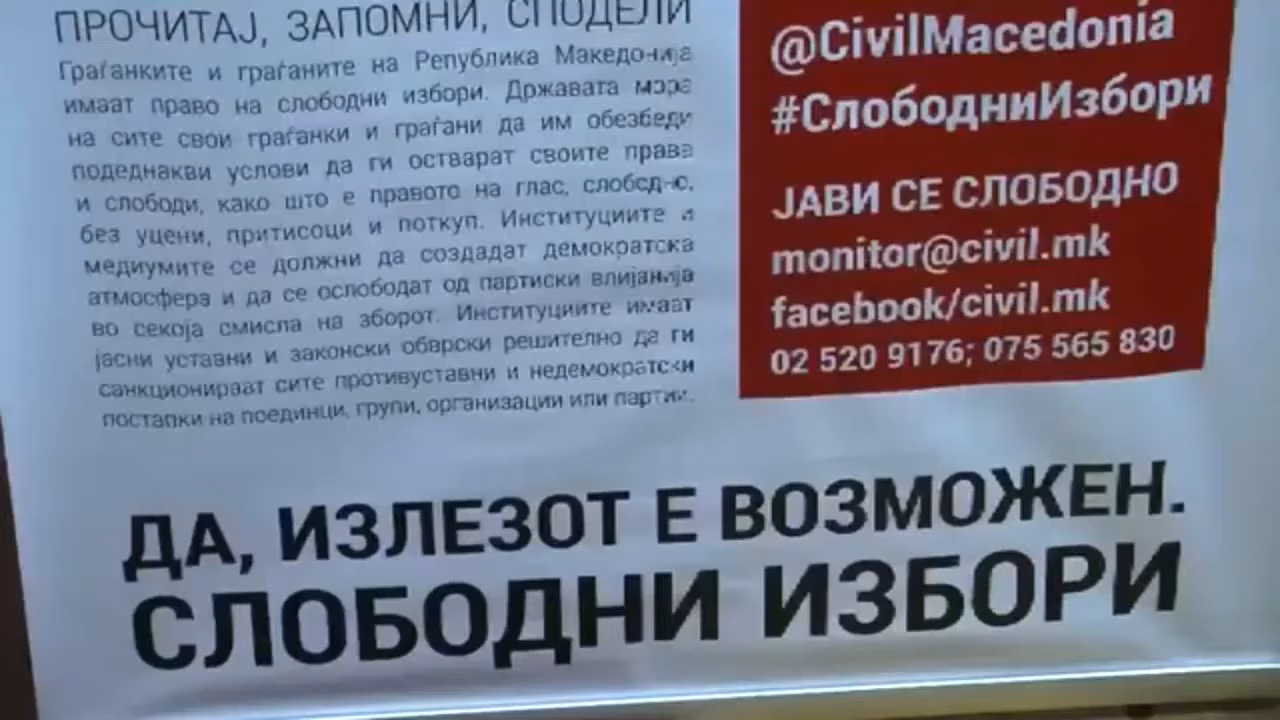 ПРОЧИТАЈ, ЗАПОМНИ, СПОДЕЛИ
Граѓанките и граѓаните на Република Македонија
имаат право на слободни избори. Државата мора
на сите свои граѓанки и граѓани да им обезбеди
подеднакви услови да ги остварат своите права
и слободи, како што е правото на глас, слободно,
без уцени, притисоци и поткуп. Институциите и
медиумите се должни да создадат демократска
атмосфера и да се ослободат од партиски влијанија
во секоја смисла на зборот. Институциите имаат
јасни уставни и законски обврски решително да ги
санкционираат сите противуставни и недемократски
постапки на поединци, групи, организации или партии.
@CivilMacedonia
#СлободниИзбори
ЈАВИ СЕ СЛОБОДНО
monitor@civil.mk
facebook/civil.mk
02 520 9176; 075 565 830
ДА, ИЗЛЕЗОТ Е ВОЗМОЖЕН.
СЛОБОДНИ ИЗБОРИ